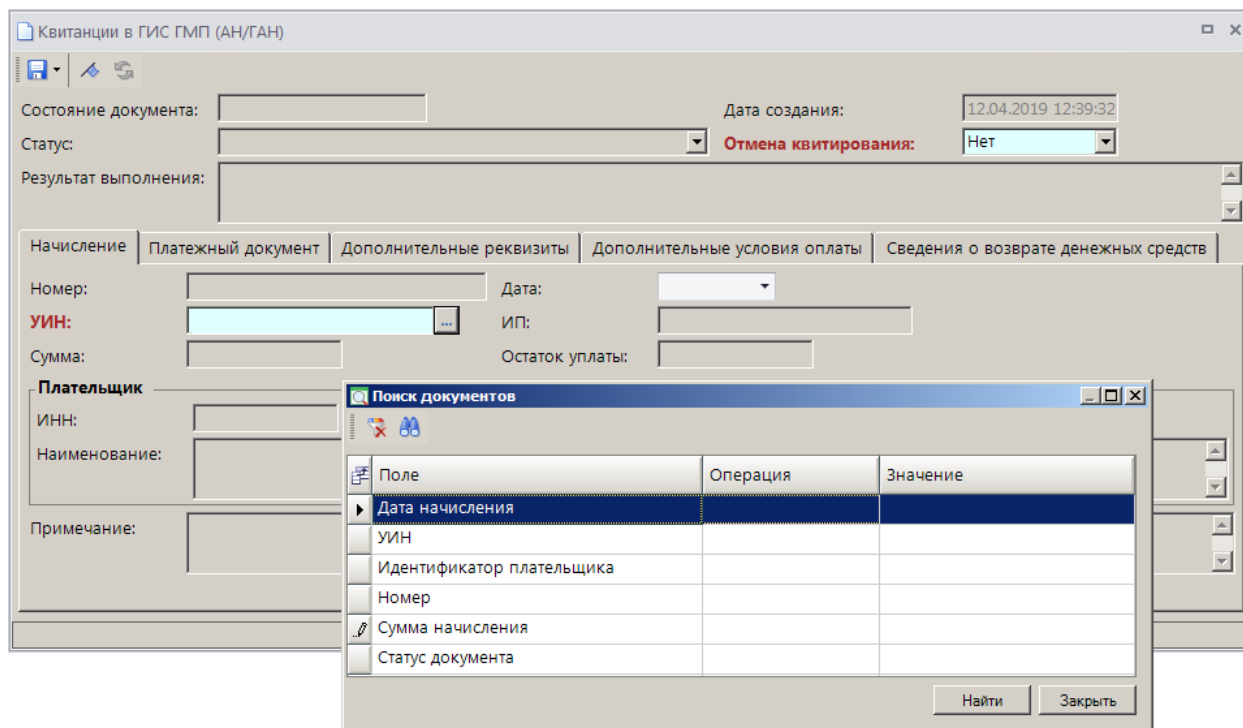 Квитанции в ГИС ГМП (АН/ГАН)
Состояние документа: Дата создания: 12.04.2019 12:39:32
Статус: Отмена квитирования: Нет
Результат выполнения:
Начисление Платежный документ Дополнительные реквизиты Дополнительные условия оплаты Сведения о возврате денежных средств
Номер: Дата:
УИН: ... ИП:
Сумма: Остаток уплаты:
Плательщик
ИНН:
Наименование:
Примечание:
Поиск документов
Поле Операция Значение
Дата начисления
УИН
Идентификатор плательщика
Номер
Сумма начисления
Статус документа
Найти Закрыть